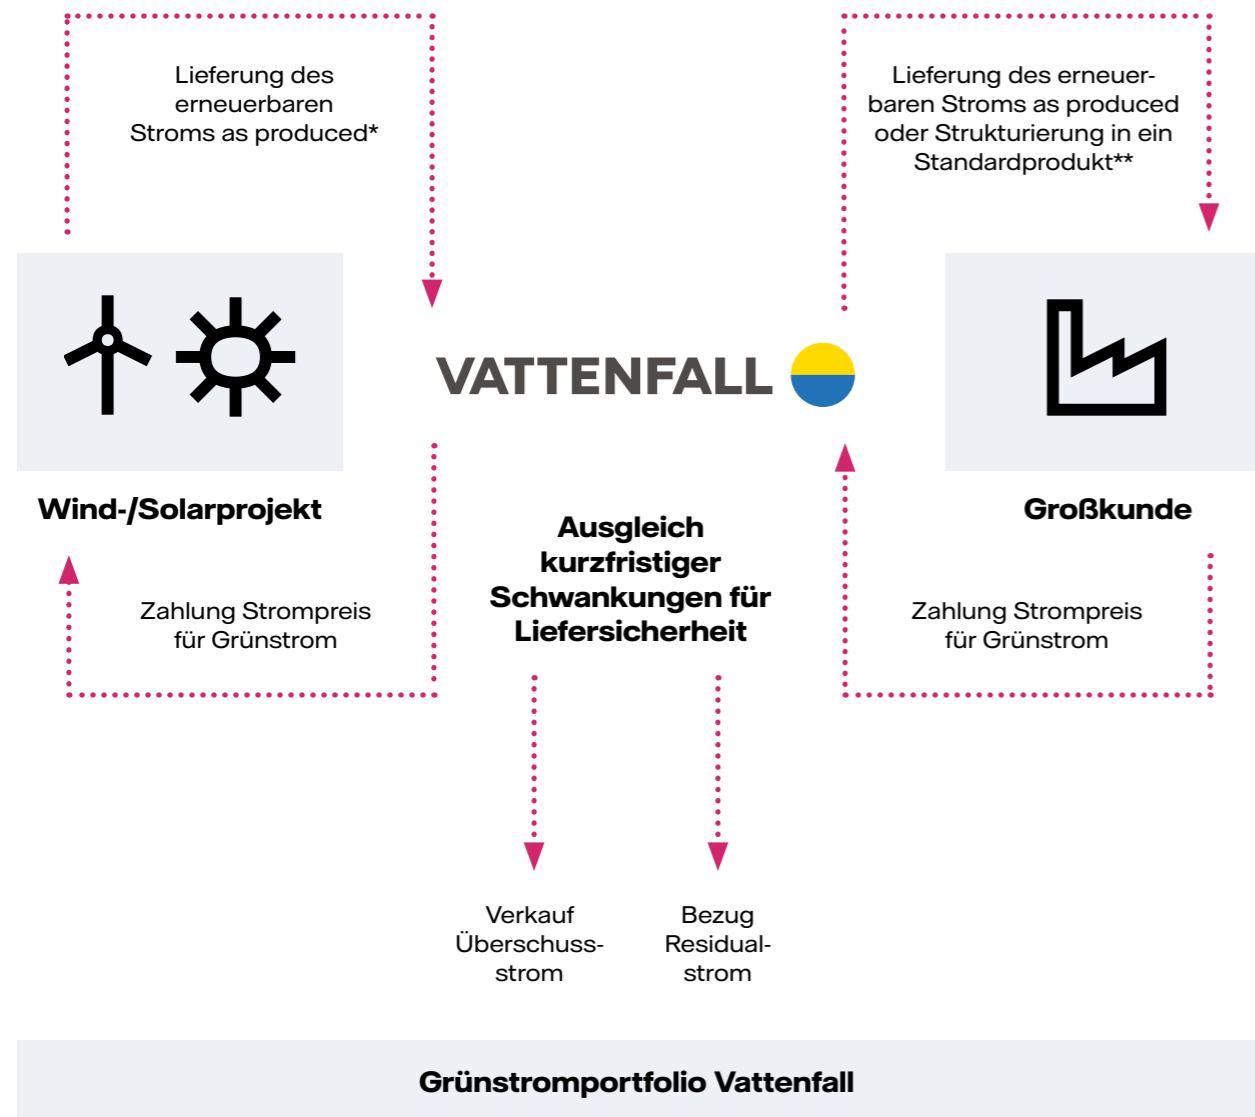 Lieferung des
erneuerbaren
Stroms as produced*
Lieferung des erneuer-
baren Stroms as produced
oder Strukturierung in ein
Standardprodukt**
VATTENFALL
Wind-/Solarprojekt
Großkunde
Ausgleich
kurzfristiger
Schwankungen für
Liefersicherheit
Zahlung Strompreis
für Grünstrom
Zahlung Strompreis
für Grünstrom
Verkauf
Überschuss-
strom
Bezug
Residual-
strom
Grünstromportfolio Vattenfall